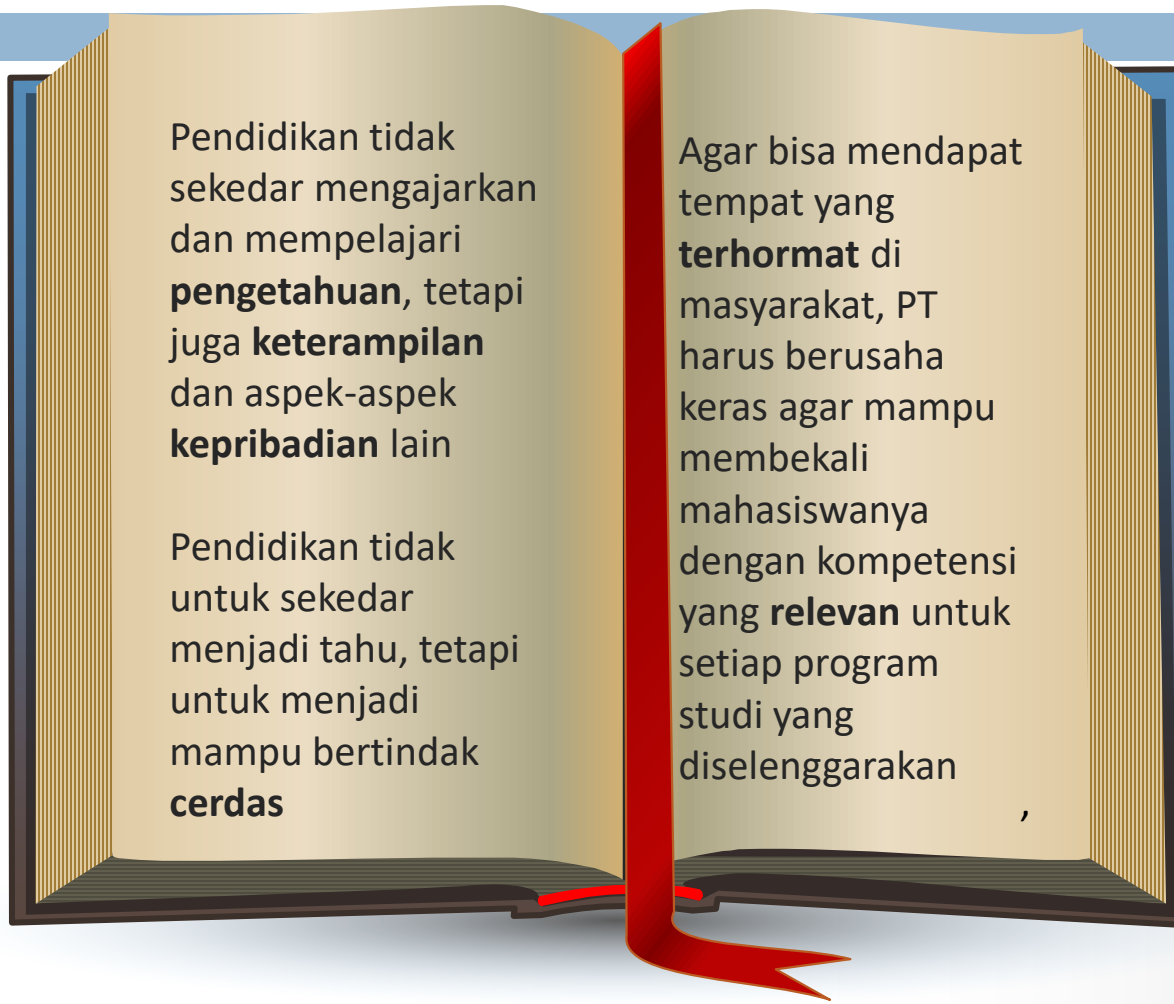 Pendidikan tidak
sekedar mengajarkan
dan mempelajari
pengetahuan, tetapi
juga keterampilan
dan aspek-aspek
kepribadian lain
Pendidikan tidak
untuk sekedar
menjadi tahu, tetapi
untuk menjadi
mampu bertindak
cerdas
Agar bisa mendapat
tempat yang
terhormat di
masyarakat, PT
harus berusaha
keras agar mampu
membekali
mahasiswanya
dengan kompetensi
yang relevan untuk
setiap program
studi yang
diselenggarakan
,